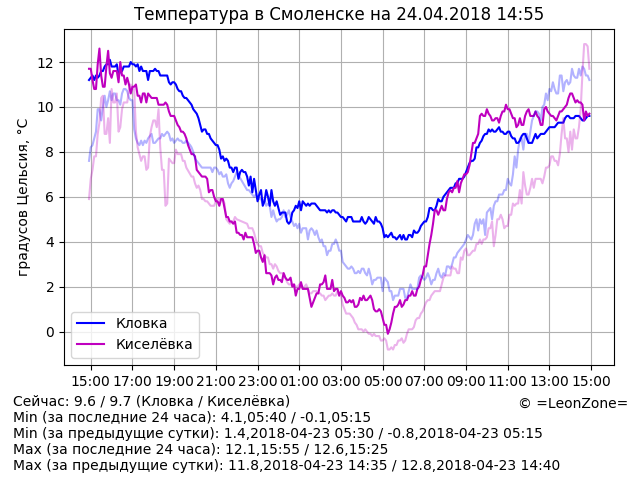 Температура в Смоленске на 24.04.2018 14:55
градусов Цельсия, °C
14
12
10
8
6
4
2
0
Кловка
Киселёвка
15:00 17:00 19:00 21:00 23:00 01:00 03:00 05:00 07:00 09:00 11:00 13:00 15:00
Сейчас: 9.6 / 9.7 (Кловка / Киселёвка)
© =LeonZone=
Min (за последние 24 часа): 4.1,05:40 / -0.1,05:15
Min (за предыдущие сутки): 1.4,2018-04-23 05:30 / -0.8,2018-04-23 05:15
Max (за последние 24 часа): 12.1,15:55 / 12.6,15:25
Max (за предыдущие сутки): 11.8,2018-04-23 14:35 / 12.8,2018-04-23 14:40